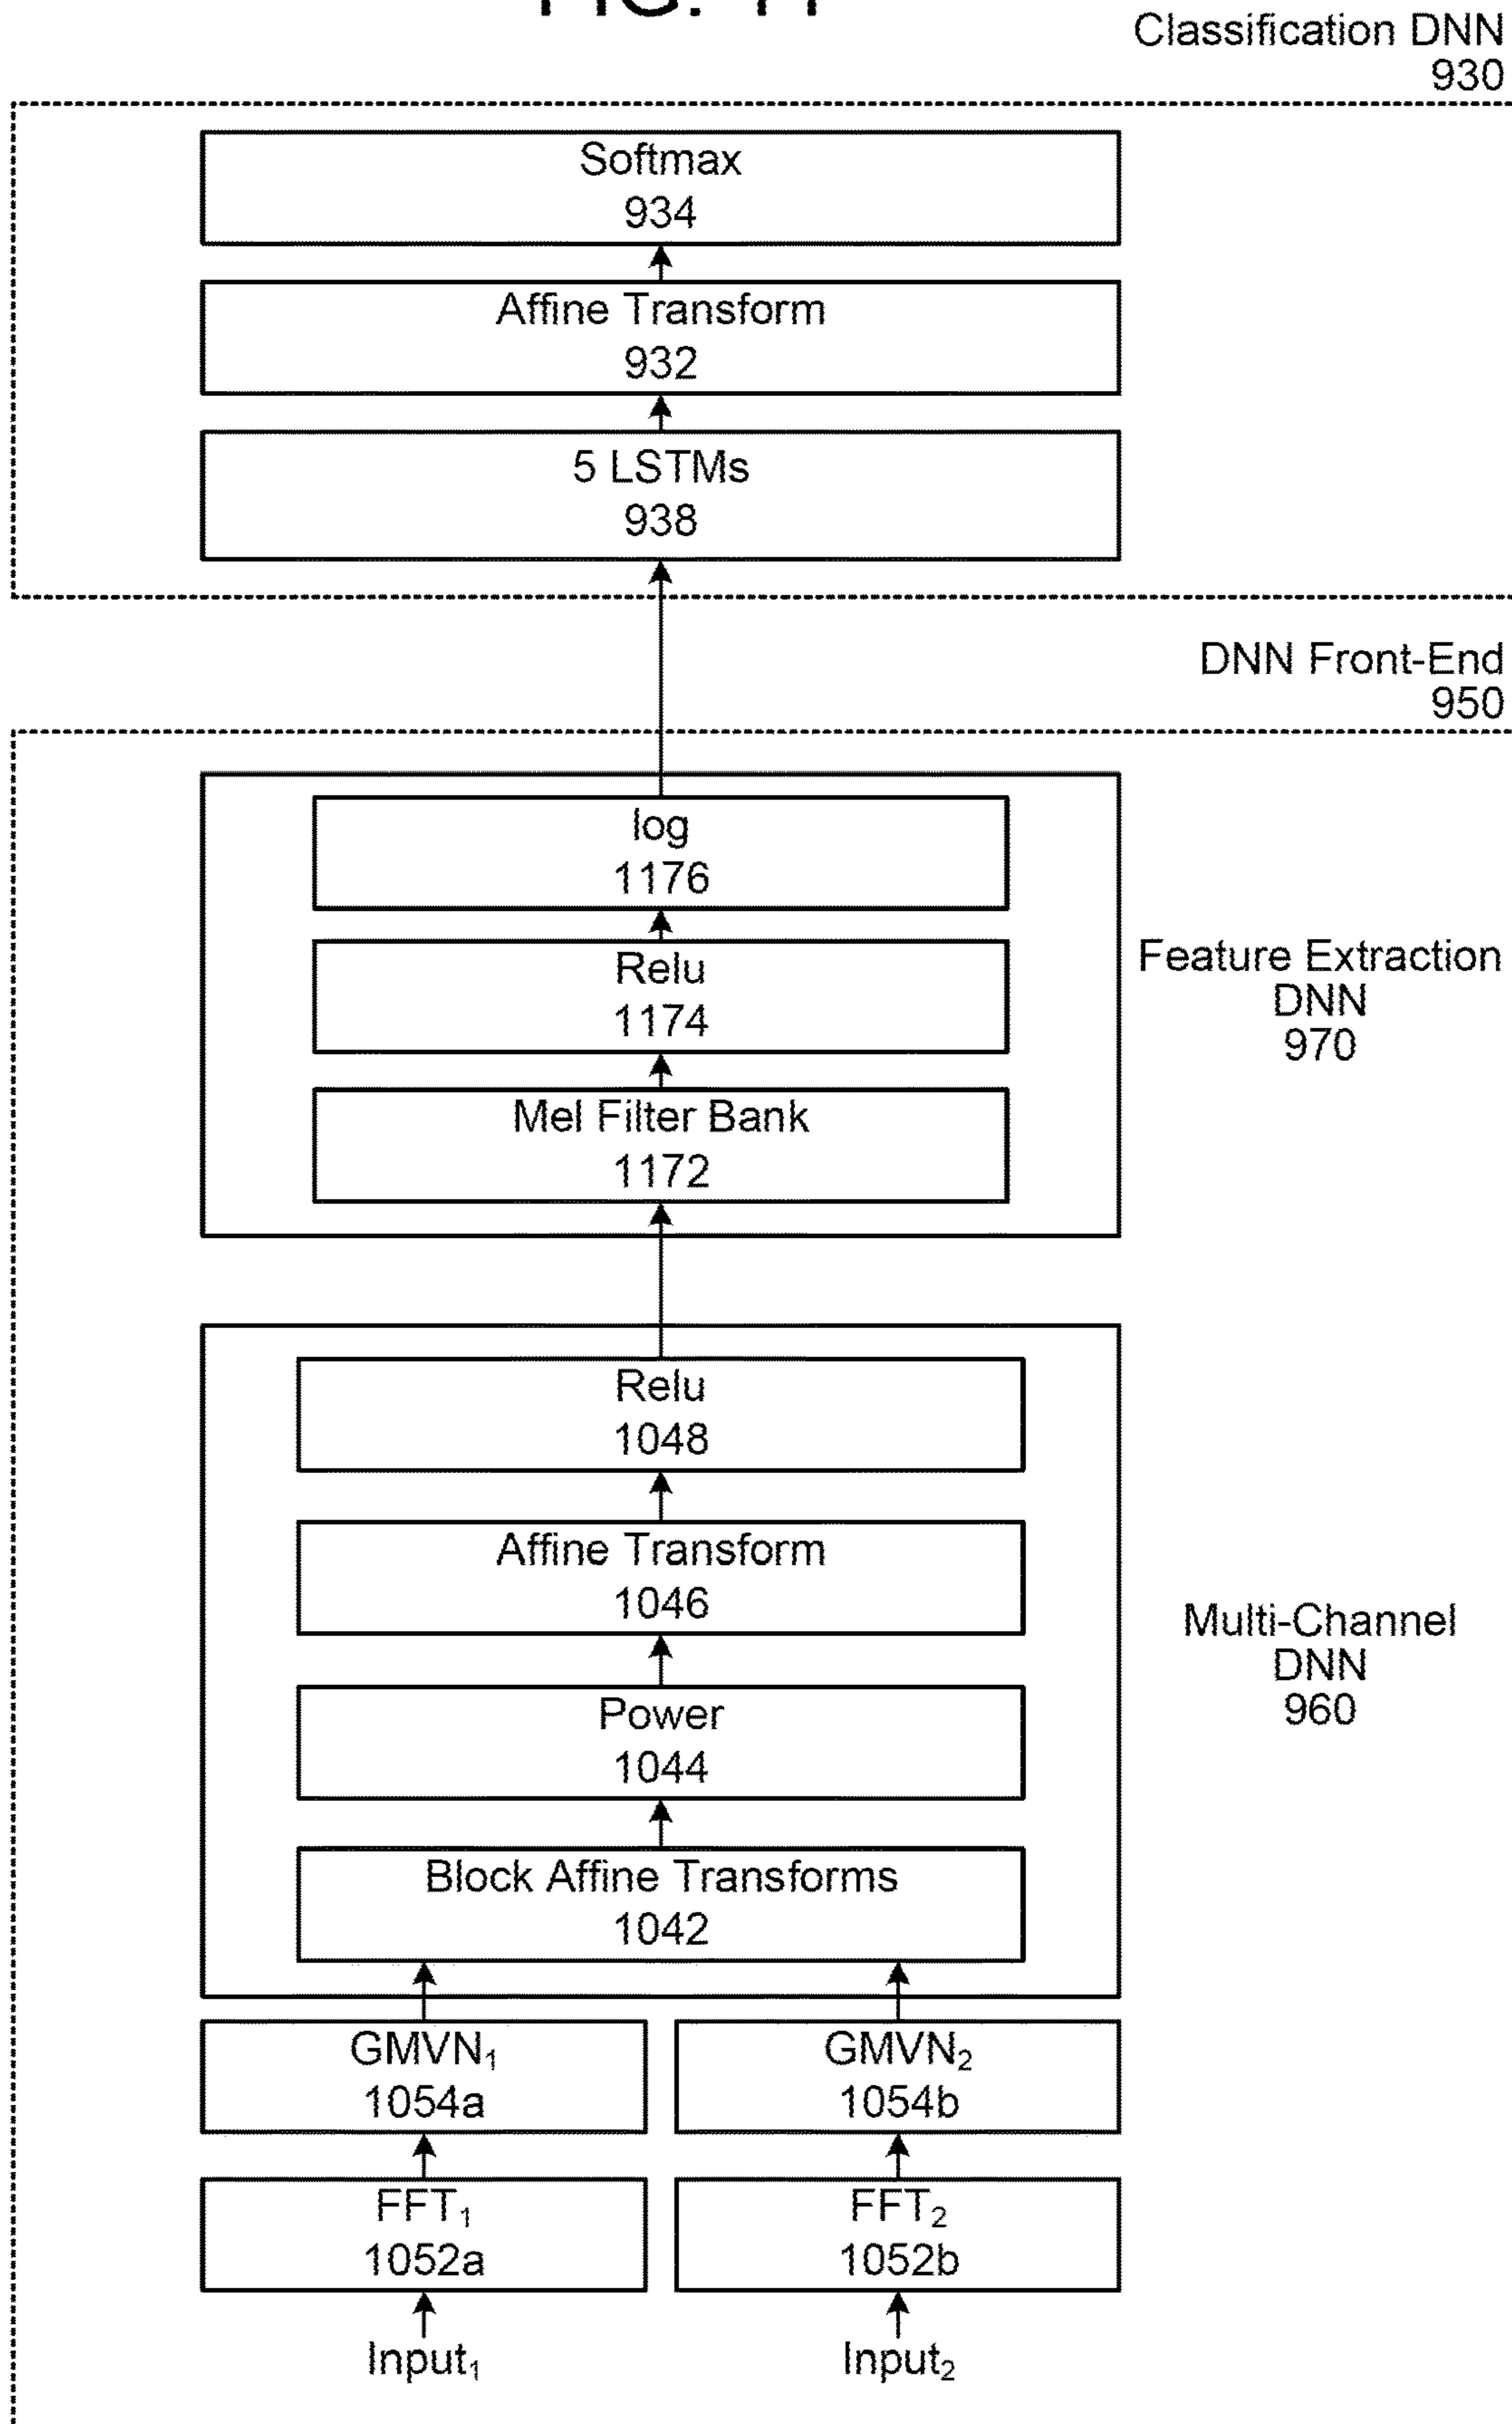 FIG. 11
Classification DNN
930
Softmax
934
Affine Transform
932
5 LSTMs
938
DNN Front-End
950
log
1176
Relu
1174
Mel Filter Bank
1172
Feature Extraction
DNN
970
Relu
1048
Affine Transform
1046
Power
1044
Block Affine Transforms
1042
Multi-Channel
DNN
960
GMVN₁
1054a
GMVN₂
1054b
FFT₁
1052a
FFT₂
1052b
Input₁
Input₂